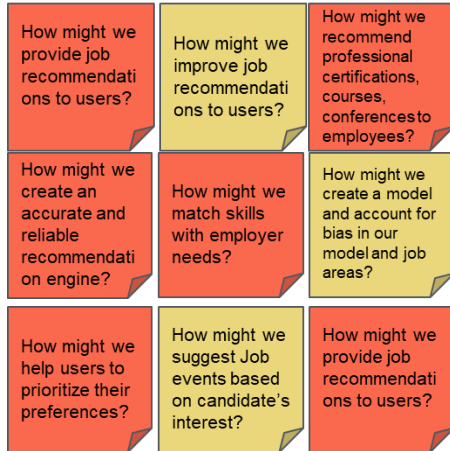 How might we
provide job
recommendati
ons to users?
How might we
improve job
recommendati
ons to users?
How might we
recommend
professional
certifications,
courses,
conferences to
employees?
How might we
create an
accurate and
reliable
recommendati
on engine?
How might we
match skills
with employer
needs?
How might we
create a model
and account for
bias in our
model and job
areas?
How might we
help users to
prioritize their
preferences?
How might we
suggest Job
events based
on candidate's
interest?
How might we
provide job
recommendati
ons to users?